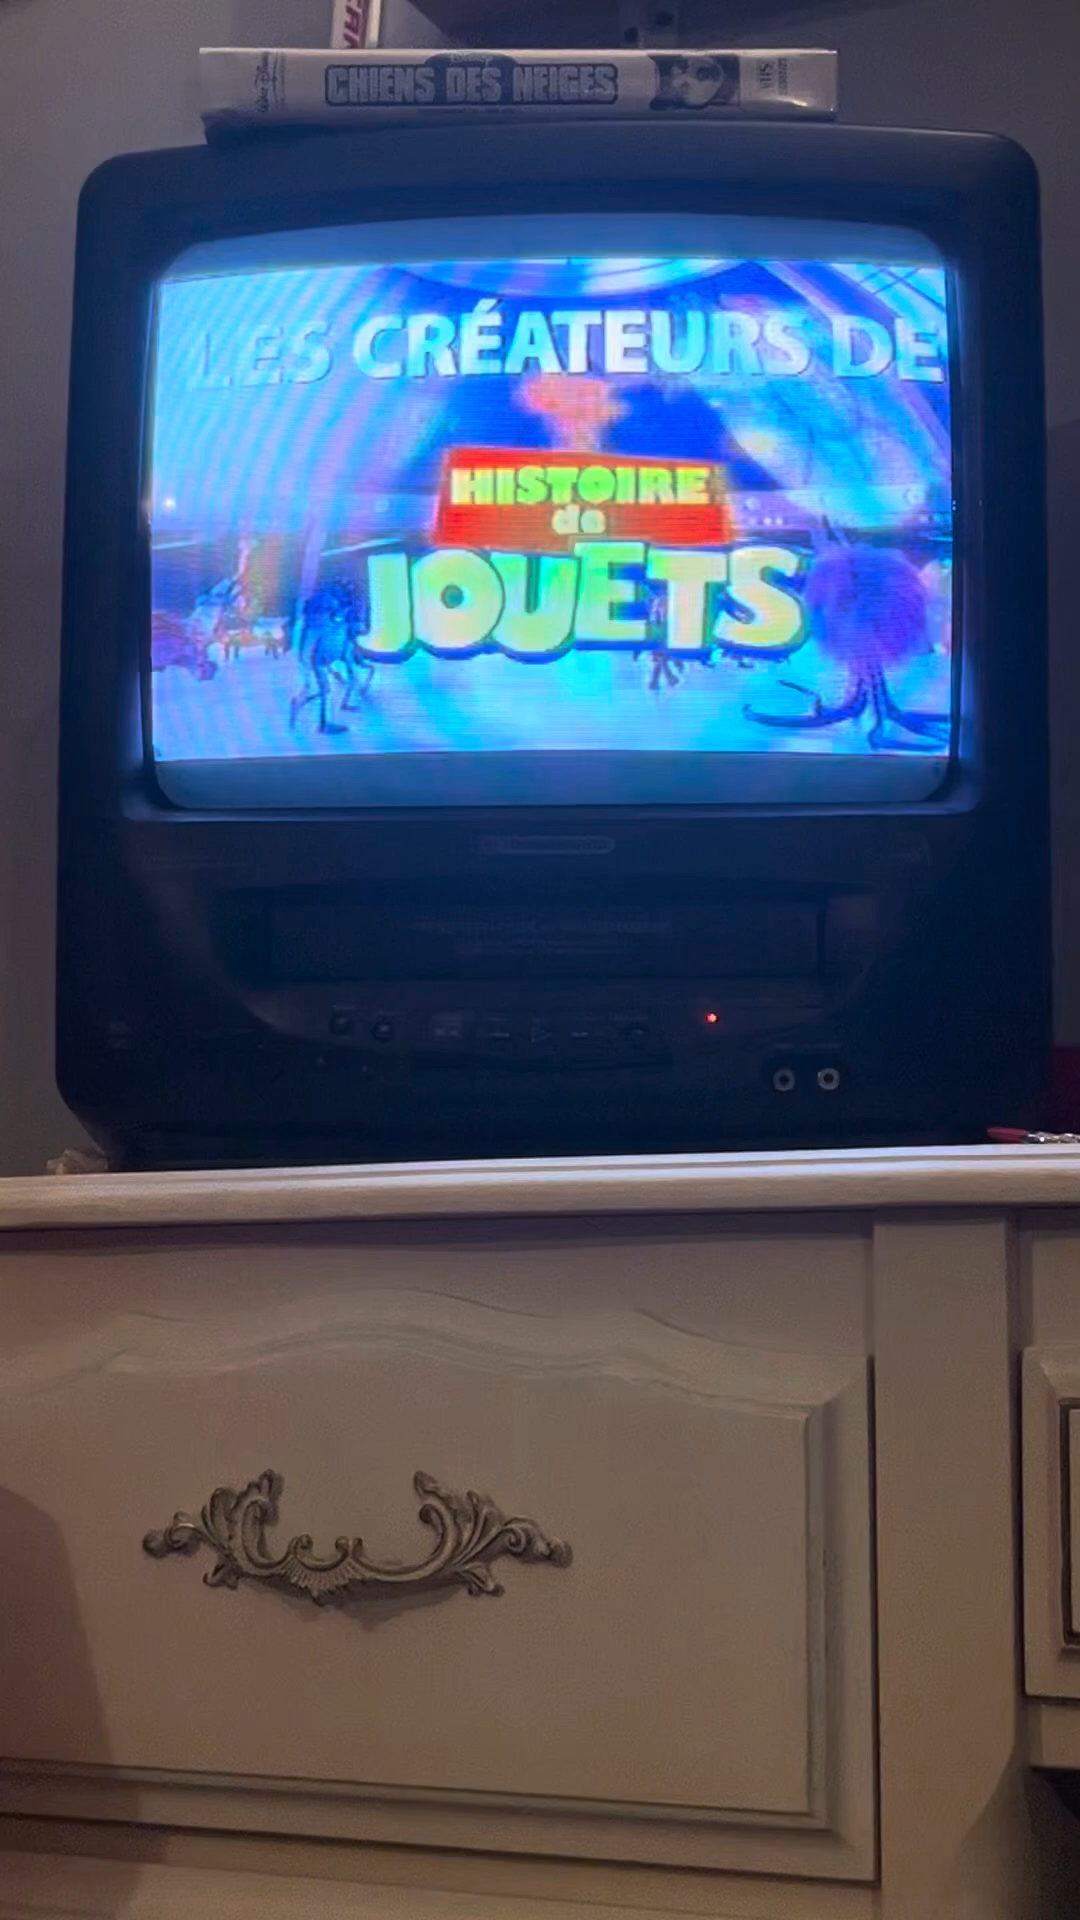 CHIENS DES NEIGES
LES CRÉATEURS DE
HISTOIRE
de
JOUETS